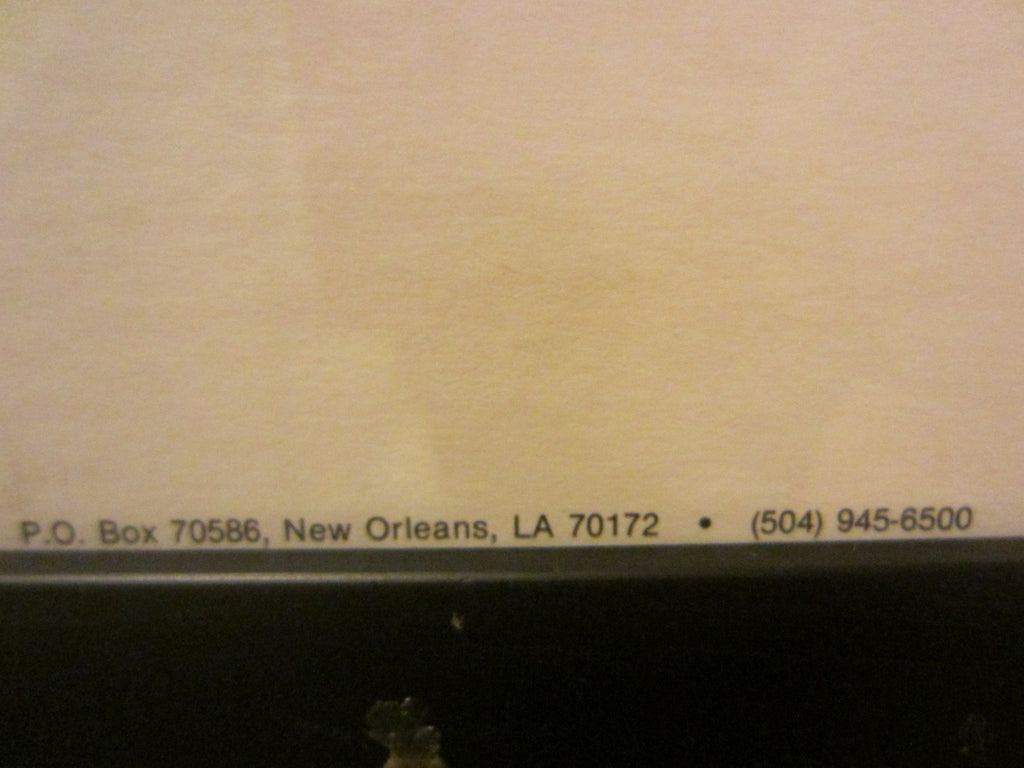 P.O. Box 70586, New Orleans, LA 70172 • (504) 945-6500